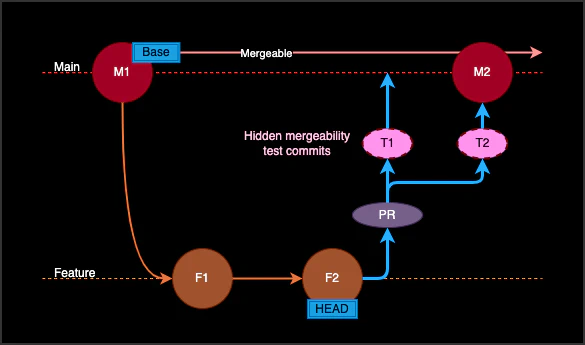 Base
Mergeable
Main
M1
M2
Hidden mergeability
test commits
T1
T2
PR
Feature
F1
F2
HEAD